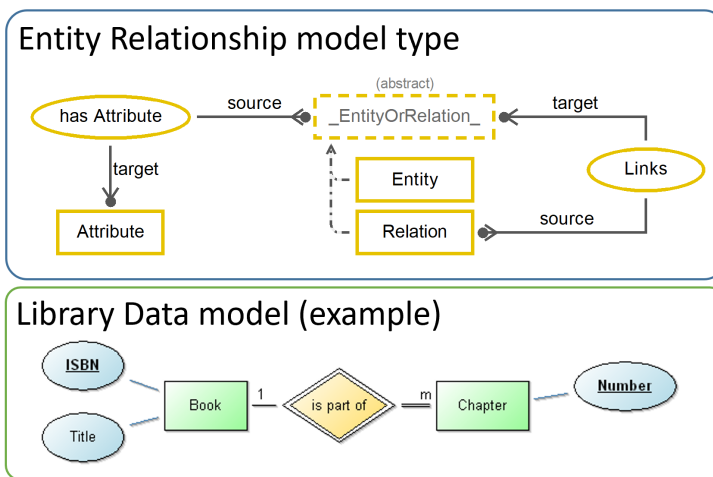 Entity Relationship model type
(abstract)
has Attribute
source
_EntityOrRelation_
target
target
Entity
Links
Attribute
Relation
source
Library Data model (example)
ISBN
Book
1
is part of
m
Chapter
Number
Title